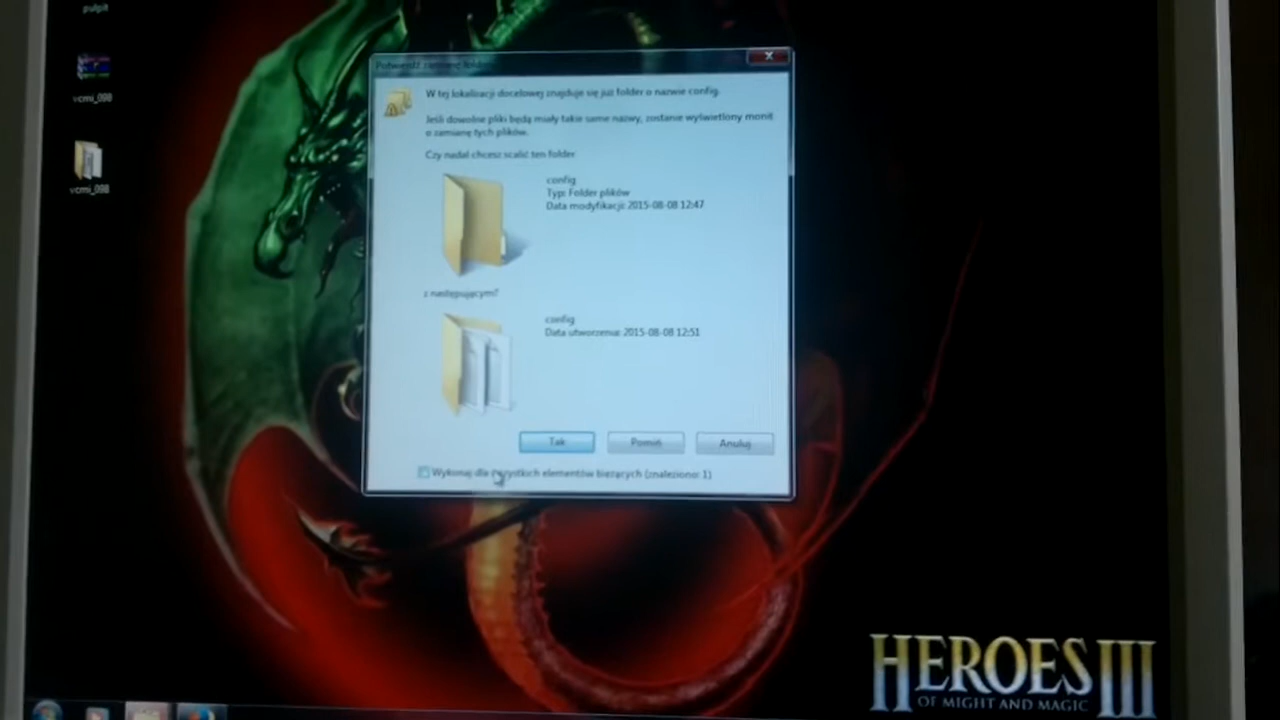 pulpit
vcmi_098
vcmi_098
Potwierdź zamianę folderu
W tej lokalizacji docelowej znajduje się już folder o nazwie config.
Jeśli dowolne pliki będą miały takie same nazwy, zostanie wyświetlony monit
o zamianę tych plików.
Czy nadal chcesz scalić ten folder
config
Typ: Folder plików
Data modyfikacji: 2015-08-08 12:47
z następującym?
config
Data utworzenia: 2015-08-08 12:51
Tak
Pomiń
Anuluj
Wykonaj dla wszystkich elementów bieżących (znaleziono: 1)
HEROES III
OF MIGHT AND MAGIC